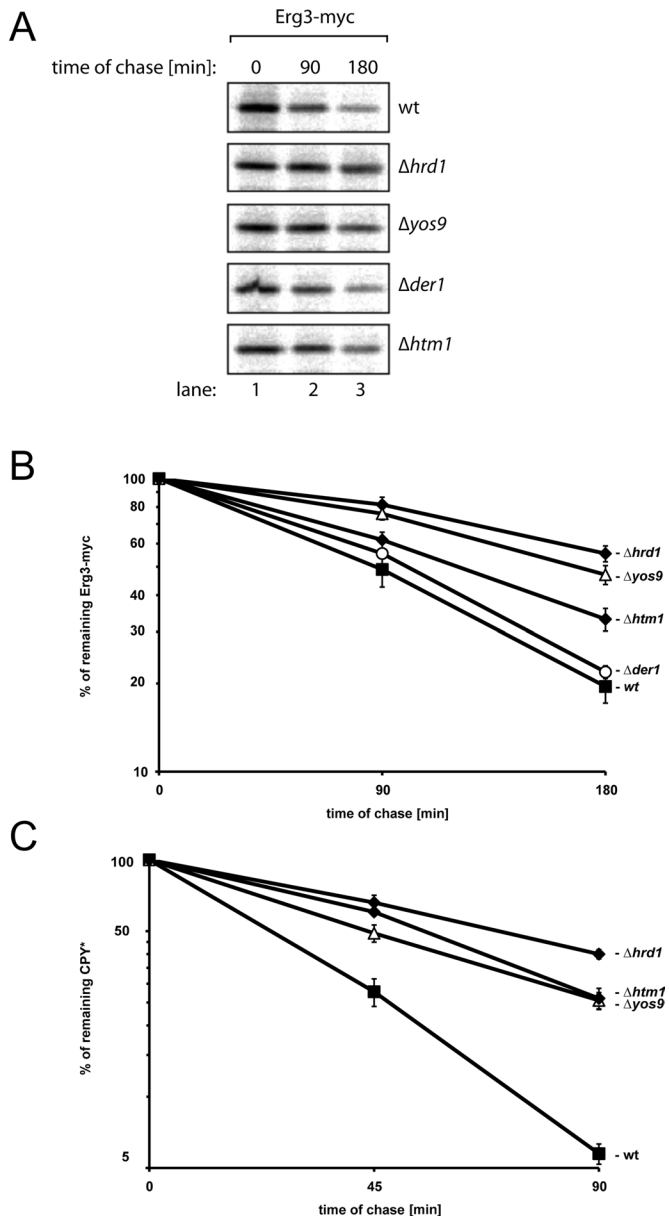 A
Erg3-myc
time of chase [min]: 0 90 180
wt
Δhrd1
Δyos9
Δder1
Δhtm1
lane: 1 2 3
B
100
80
60
40
30
20
10
% of remaining Erg3-myc
- Δhrd1
- Δyos9
- Δhtm1
- Δder1
- wt
0 90 180
time of chase [min]
C
100
50
5
% of remaining CPY*
- Δhrd1
- Δhtm1
- Δyos9
- wt
0 45 90
time of chase [min]